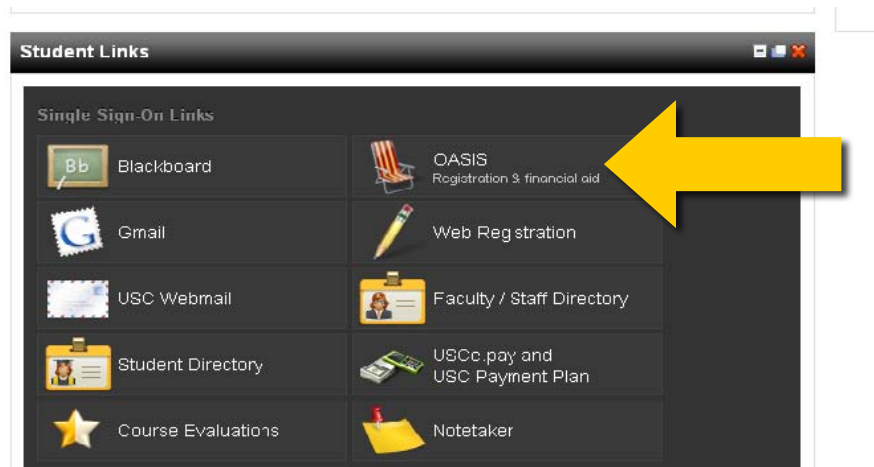 Student Links
Single Sign-On Links
Bb
Blackboard
OASIS
Registration & financial aid
G
Gmail
Web Registration
USC Webmail
Faculty / Staff Directory
Student Directory
USCe.pay and
USC Payment Plan
Course Evaluations
Notetaker